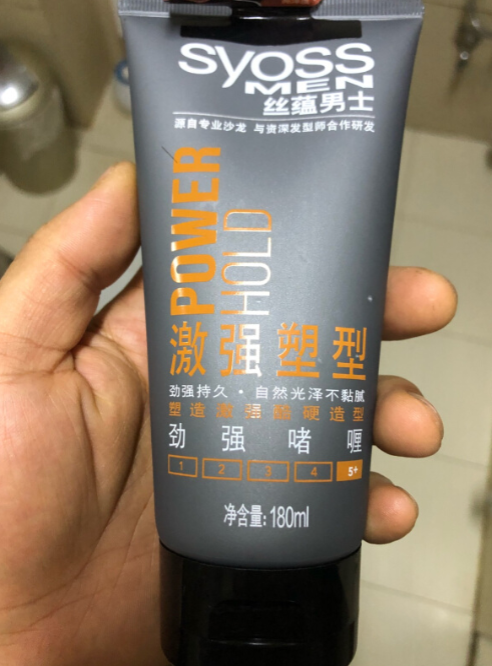 syoss
MEN
丝蕴男士
源自专业沙龙 与资深发型师合作研发
POWER
HOLD
激强塑型
劲强持久·自然光泽不黏腻
塑造激强酷硬造型
劲强啫喱
1 2 3 4 5+
净含量: 180ml